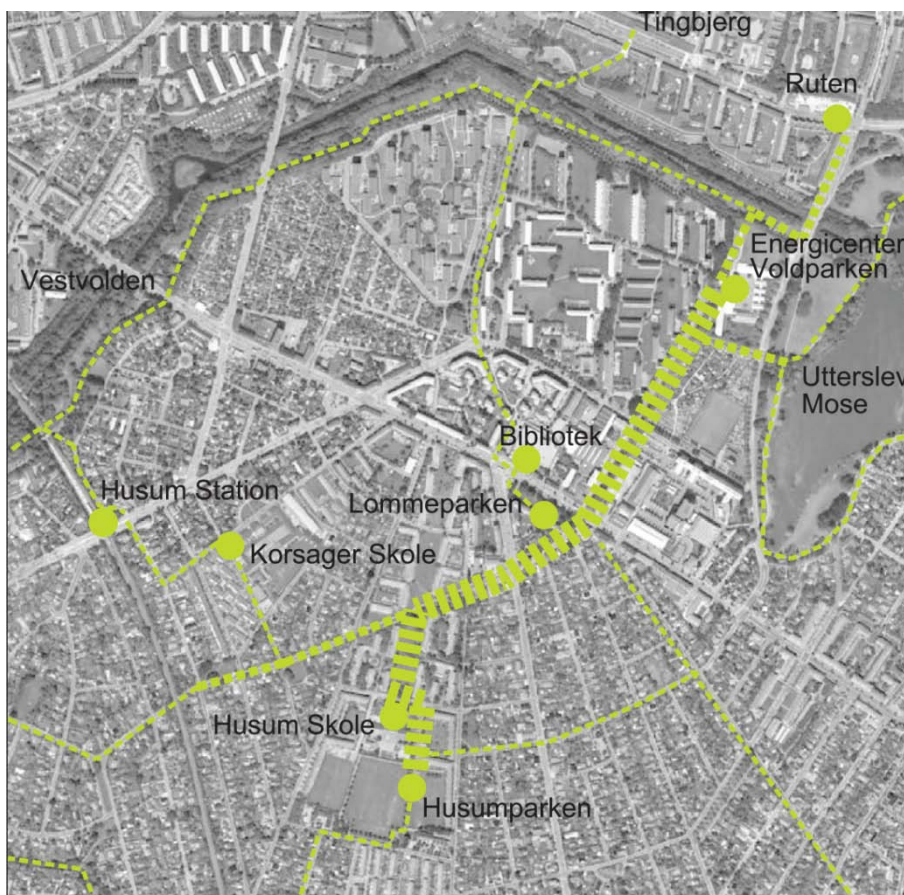 Tingbjerg
Ruten
Energicenter
Voldparken
Vestvolden
Utterslev
Mose
Bibliotek
Husum Station
Lommeparken
Korsager Skole
Husum Skole
Husumparken